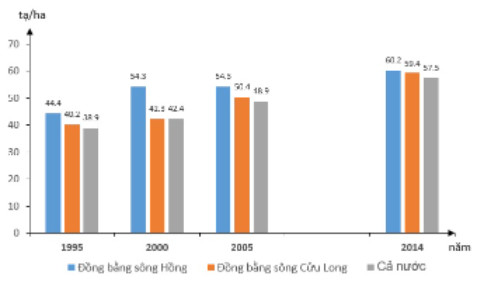 tạ/ha
70
60
50
40
30
20
10
0
44.4 40.2 38.9
54.3 42.3 42.4
54.5 50.4 48.9
60.2 59.4 57.5
1995 2000 2005 2014 năm
Đồng bằng sông Hồng Đồng bằng sông Cửu Long Cả nước